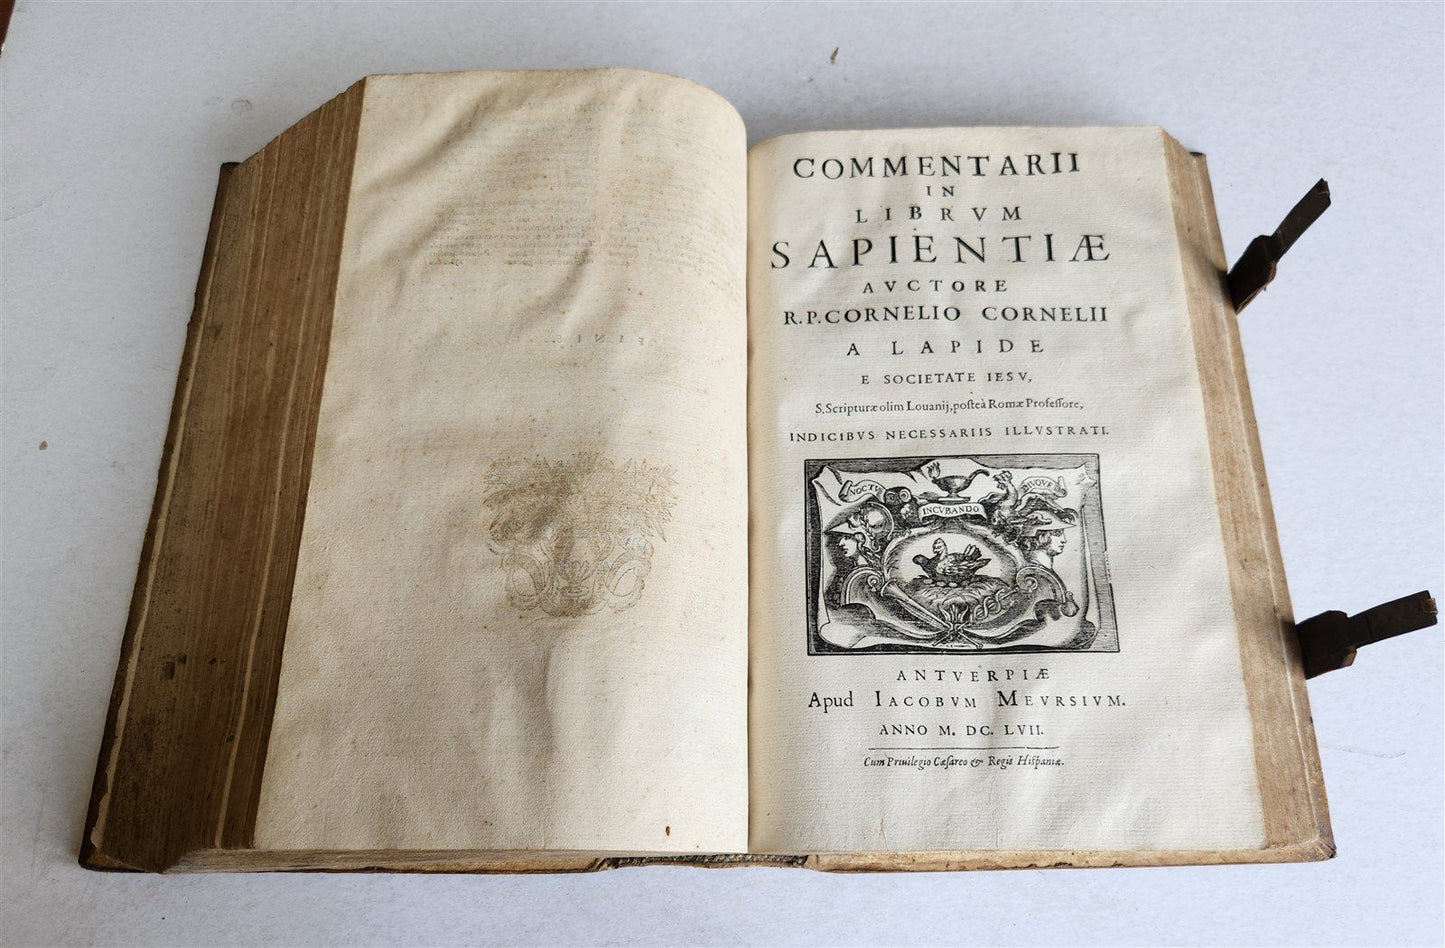 COMMENTARII
IN
LIBRVM
SAPIENTIÆ
AVCTORE
R.P. CORNELIO CORNELII
A LAPIDE
E SOCIETATE IESV,
S. Scripturæ olim Louanij, posteà Romæ Professore,
INDICIBVS NECESSARIIS ILLVSTRATI.
NOCTV
INCVBANDO
DIVQVE
ANTVERPIÆ
Apud IACOBVM MEVRSIVM.
ANNO M. DC. LVII.
Cum Priuilegio Cæsareo & Regis Hispaniæ.